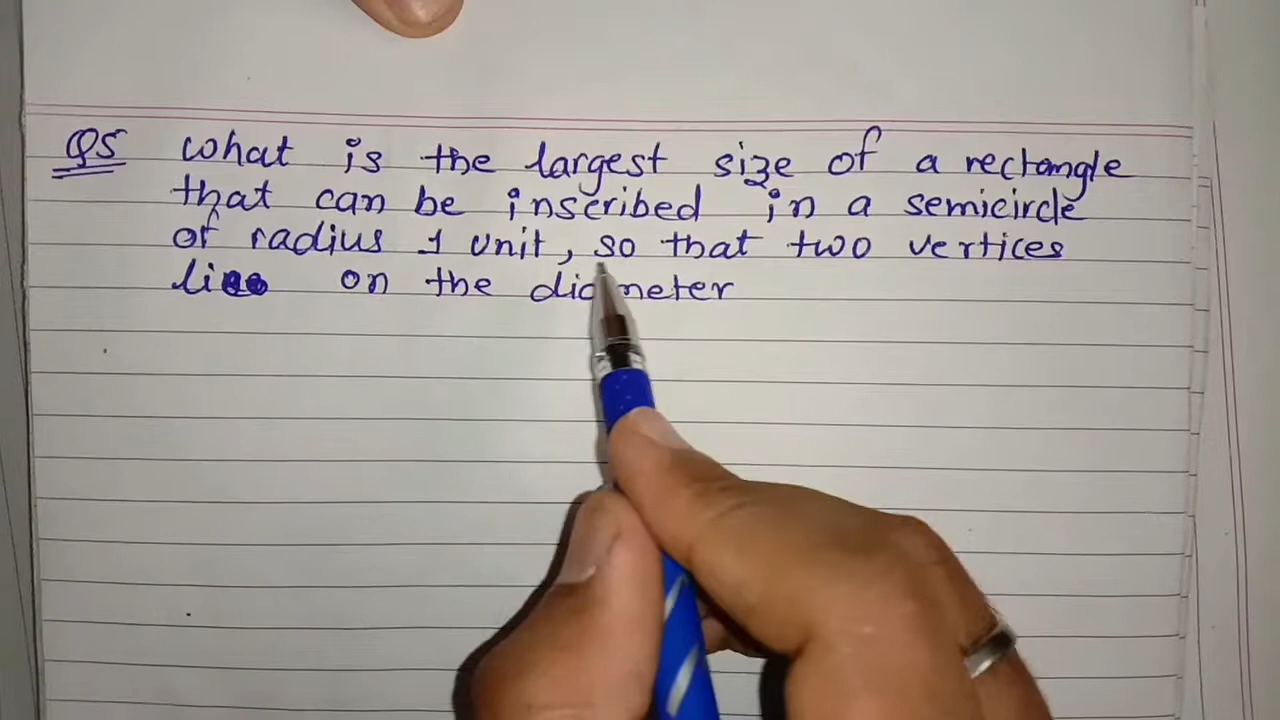 Q5 What is the largest size of a rectangle
that can be inscribed in a semicircle
of radius 1 unit, so that two vertices
lie on the diameter